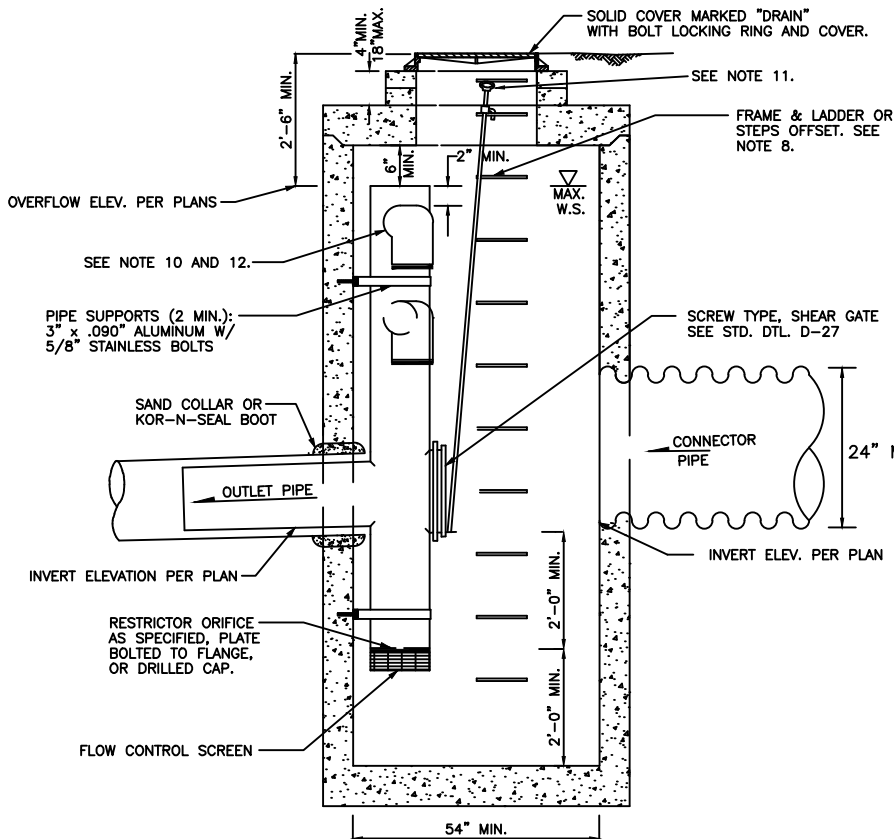 SOLID COVER MARKED "DRAIN"
WITH BOLT LOCKING RING AND COVER.
4"MIN.
18"MAX.
SEE NOTE 11.
2'-6" MIN.
FRAME & LADDER OR
STEPS OFFSET. SEE
NOTE 8.
6"
MIN.
2" MIN.
MAX.
W.S.
OVERFLOW ELEV. PER PLANS
SEE NOTE 10 AND 12.
PIPE SUPPORTS (2 MIN.):
3" x .090" ALUMINUM W/
5/8" STAINLESS BOLTS
SCREW TYPE, SHEAR GATE
SEE STD. DTL. D-27
SAND COLLAR OR
KOR-N-SEAL BOOT
CONNECTOR
PIPE
24"
OUTLET PIPE
INVERT ELEV. PER PLAN
INVERT ELEVATION PER PLAN
2'-0" MIN.
RESTRICTOR ORIFICE
AS SPECIFIED, PLATE
BOLTED TO FLANGE,
OR DRILLED CAP.
2'-0" MIN.
FLOW CONTROL SCREEN
54" MIN.